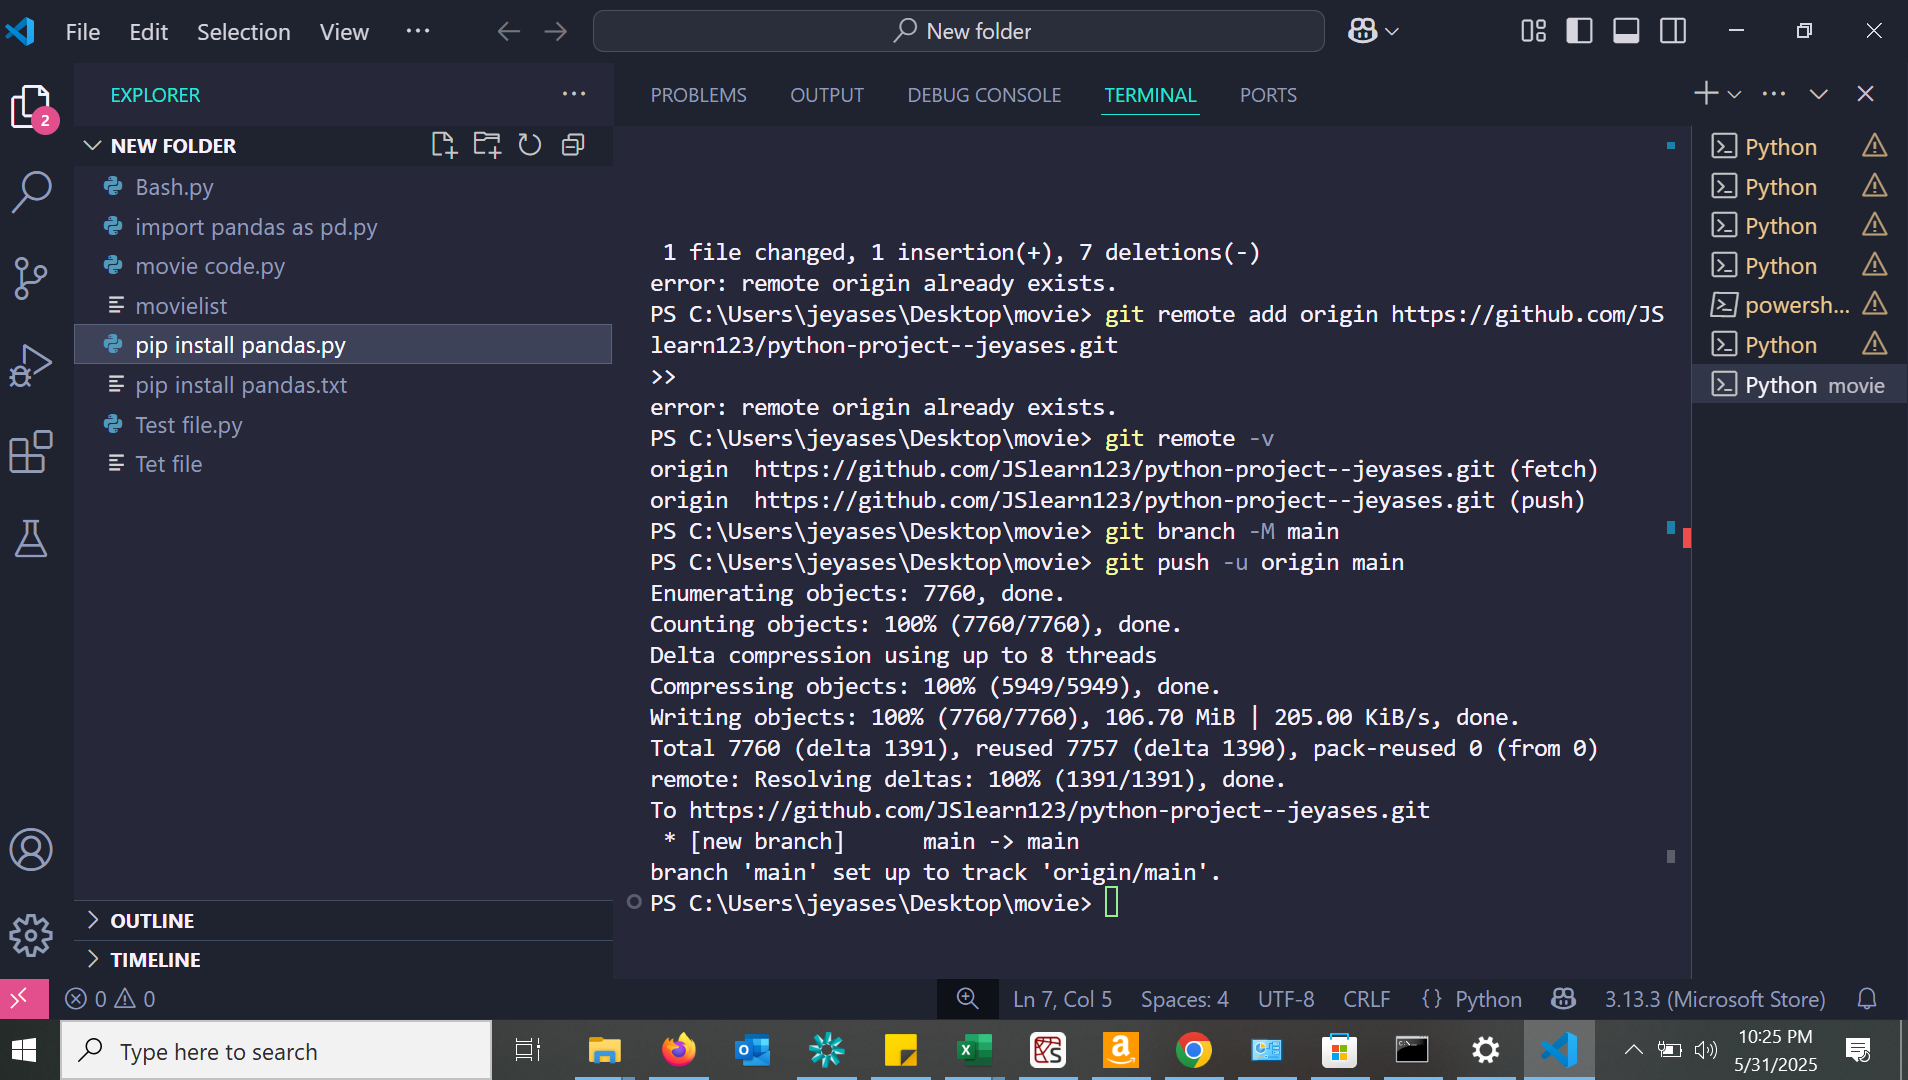 File Edit Selection View ··· New folder
EXPLORER ···
2
NEW FOLDER
Bash.py
import pandas as pd.py
movie code.py
movielist
pip install pandas.py
pip install pandas.txt
Test file.py
Tet file
OUTLINE
TIMELINE
PROBLEMS OUTPUT DEBUG CONSOLE TERMINAL PORTS
1 file changed, 1 insertion(+), 7 deletions(-)
error: remote origin already exists.
PS C:\Users\jeyases\Desktop\movie> git remote add origin https://github.com/JS
learn123/python-project--jeyases.git
>>
error: remote origin already exists.
PS C:\Users\jeyases\Desktop\movie> git remote -v
origin  https://github.com/JSlearn123/python-project--jeyases.git (fetch)
origin  https://github.com/JSlearn123/python-project--jeyases.git (push)
PS C:\Users\jeyases\Desktop\movie> git branch -M main
PS C:\Users\jeyases\Desktop\movie> git push -u origin main
Enumerating objects: 7760, done.
Counting objects: 100% (7760/7760), done.
Delta compression using up to 8 threads
Compressing objects: 100% (5949/5949), done.
Writing objects: 100% (7760/7760), 106.70 MiB | 205.00 KiB/s, done.
Total 7760 (delta 1391), reused 7757 (delta 1390), pack-reused 0 (from 0)
remote: Resolving deltas: 100% (1391/1391), done.
To https://github.com/JSlearn123/python-project--jeyases.git
 * [new branch]      main -> main
branch 'main' set up to track 'origin/main'.
PS C:\Users\jeyases\Desktop\movie>
Python
Python
Python
Python
powersh...
Python
Python movie
0 0 Ln 7, Col 5 Spaces: 4 UTF-8 CRLF {} Python 3.13.3 (Microsoft Store)
Type here to search
10:25 PM
5/31/2025